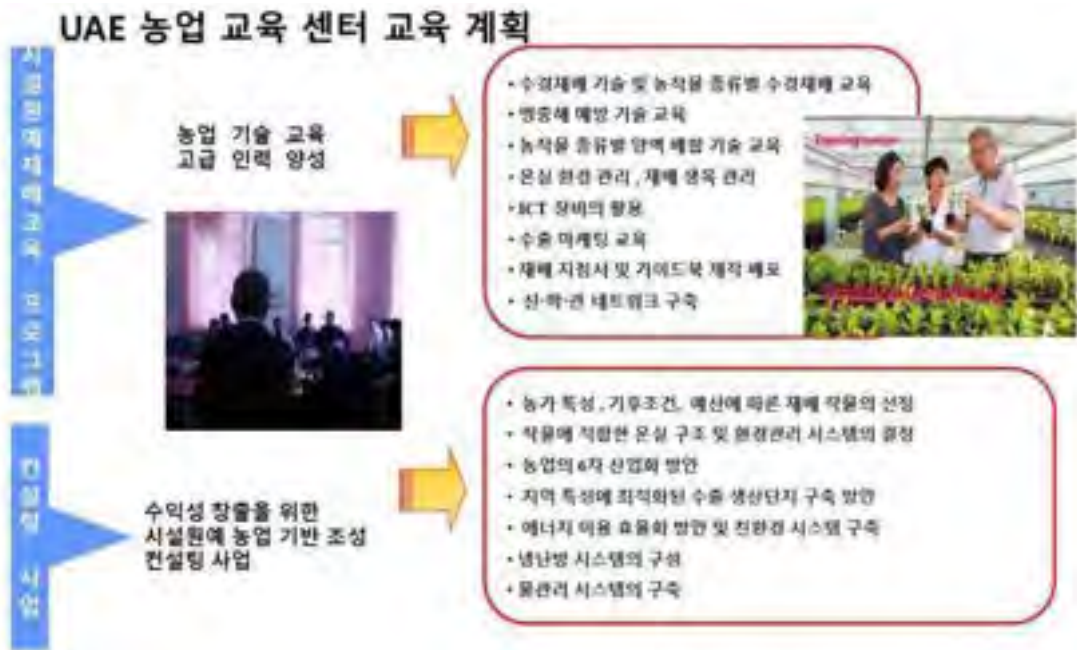 UAE 농업 교육 센터 교육 계획
시설원예재배교육 프로그램
농업 기술 교육
고급 인력 양성
• 수경재배 기술 및 농작물 종류별 수경재배 교육
• 병충해 예방 기술 교육
• 농작물 종류별 양액 배합 기술 교육
• 온실 환경 관리 , 재배 생육 관리
• ICT 장비의 활용
• 수출 마케팅 교육
• 재배 지침서 및 가이드북 제작 배포
• 산·학·관 네트워크 구축
컨설팅 사업
수익성 창출을 위한
시설원예 농업 기반 조성
컨설팅 사업
• 농가 특성 , 기후조건, 예산에 따른 재배 작물의 선정
• 작물에 적합한 온실 구조 및 환경관리 시스템의 결정
• 농업의 6차 산업화 방안
• 지역 특성에 최적화된 수출 생산단지 구축 방안
• 에너지 이용 효율화 방안 및 친환경 시스템 구축
• 냉난방 시스템의 구성
• 물관리 시스템의 구축